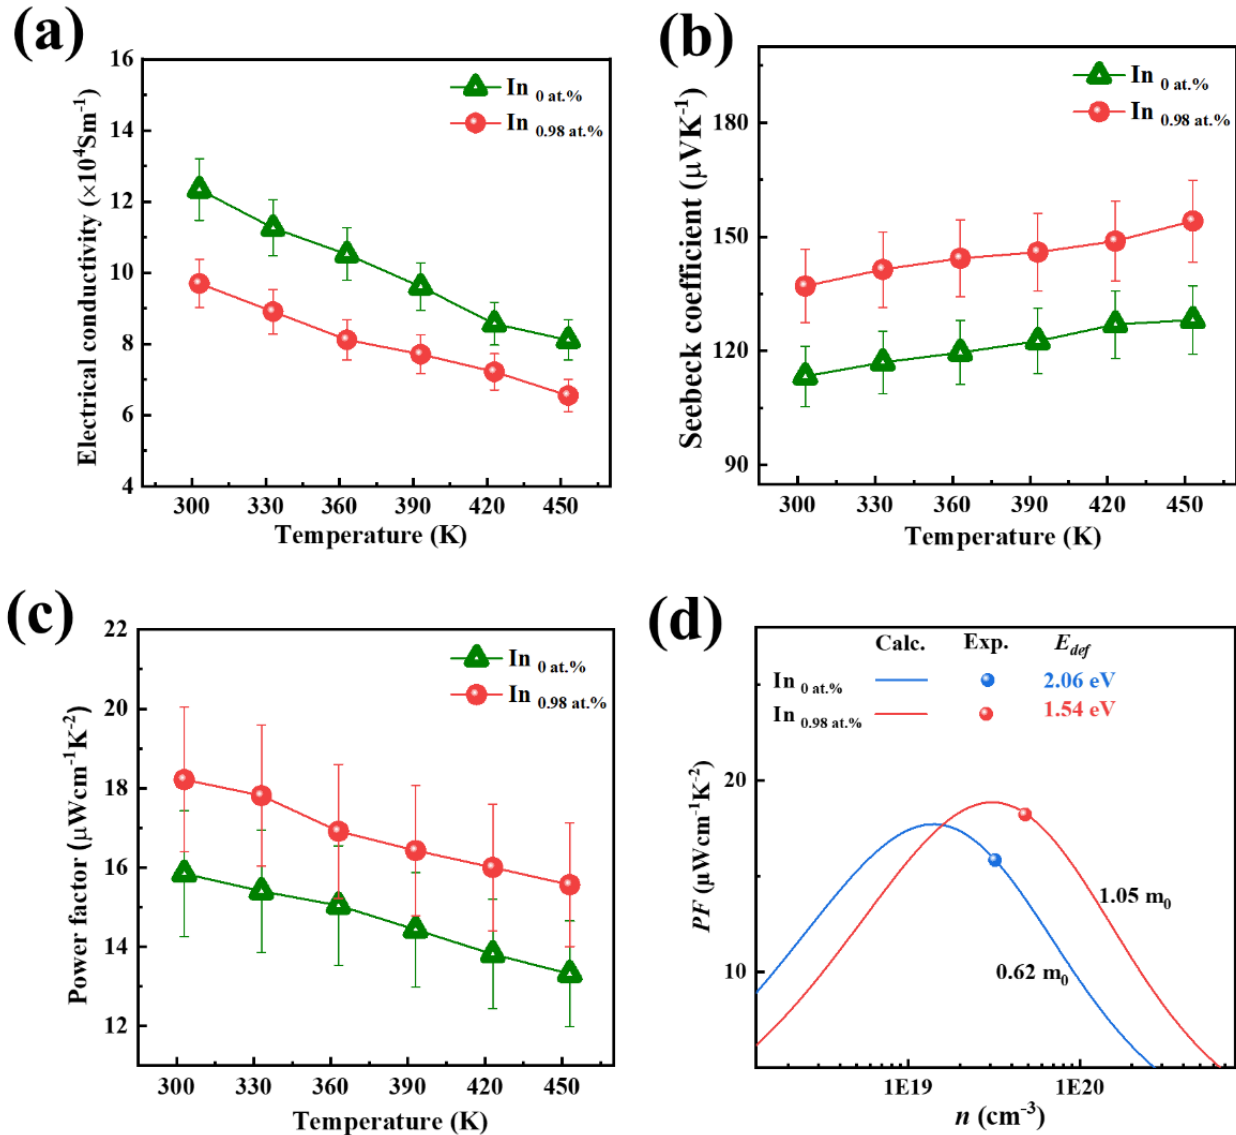 (a)
Electrical conductivity (×10⁴Sm⁻¹)
16
14
12
10
8
6
4
In 0 at.%
In 0.98 at.%
300 330 360 390 420 450
Temperature (K)
(b)
Seebeck coefficient (μVK⁻¹)
180
150
120
90
In 0 at.%
In 0.98 at.%
300 330 360 390 420 450
Temperature (K)
(c)
Power factor (μWcm⁻¹K⁻²)
22
20
18
16
14
12
In 0 at.%
In 0.98 at.%
300 330 360 390 420 450
Temperature (K)
(d)
PF (μWcm⁻¹K⁻²)
20
10
Calc. Exp. E_def
In 0 at.% 2.06 eV
In 0.98 at.% 1.54 eV
1.05 m₀
0.62 m₀
1E19 1E20
n (cm⁻³)